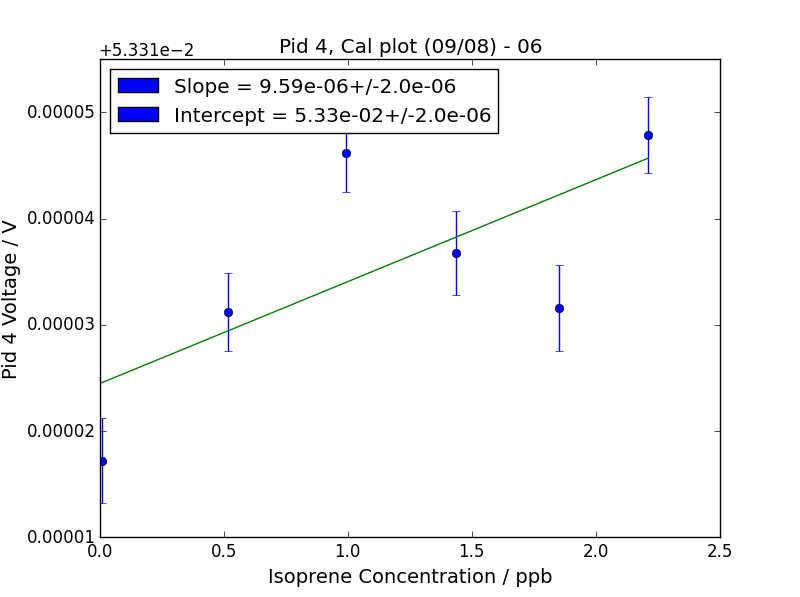 Pid 4, Cal plot (09/08) - 06
+5.331e−2
Slope = 9.59e-06+/-2.0e-06
Intercept = 5.33e-02+/-2.0e-06
0.00005
0.00004
0.00003
0.00002
0.00001
Pid 4 Voltage / V
0.0 0.5 1.0 1.5 2.0 2.5
Isoprene Concentration / ppb